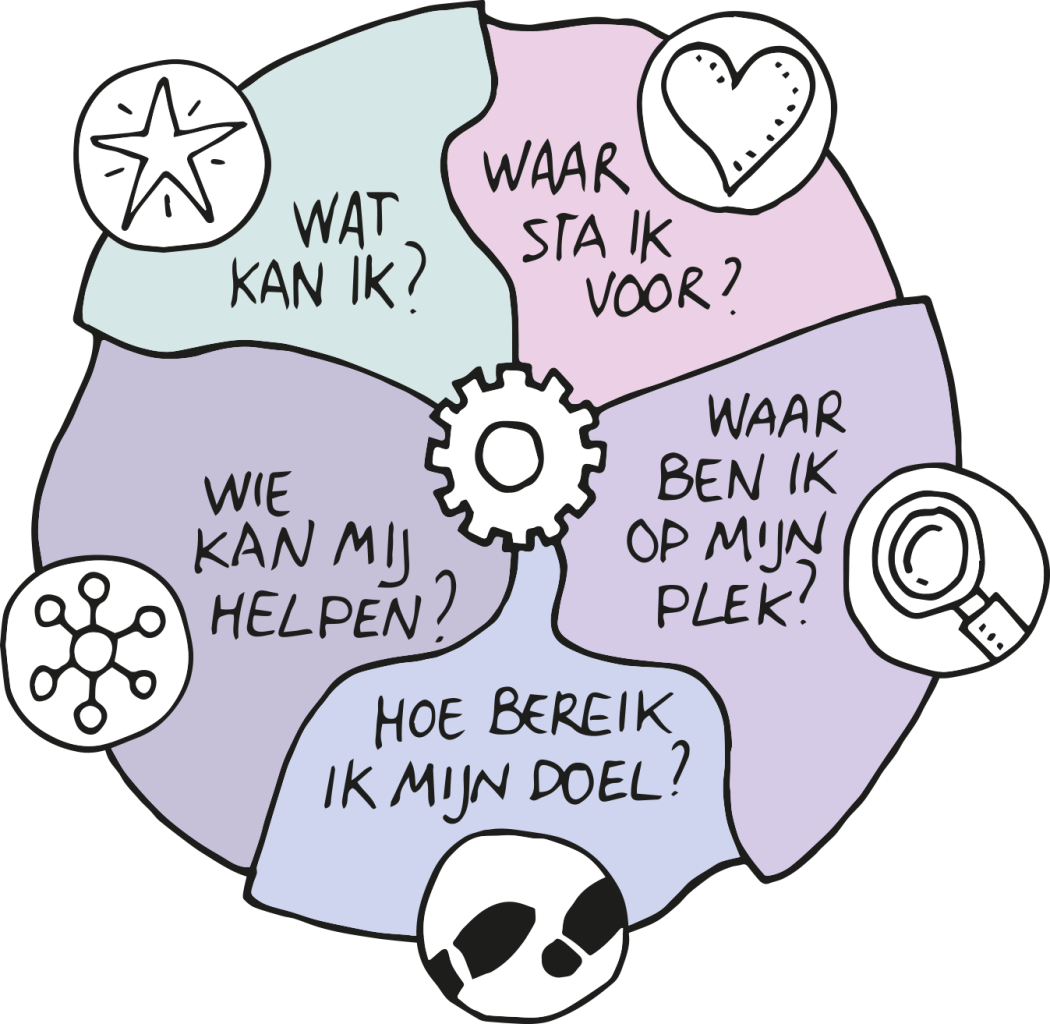 WAT
KAN IK?
WAAR
STA IK
VOOR?
WAAR
BEN IK
OP MIJN
PLEK?
HOE BEREIK
IK MIJN DOEL?
WIE
KAN MIJ
HELPEN?